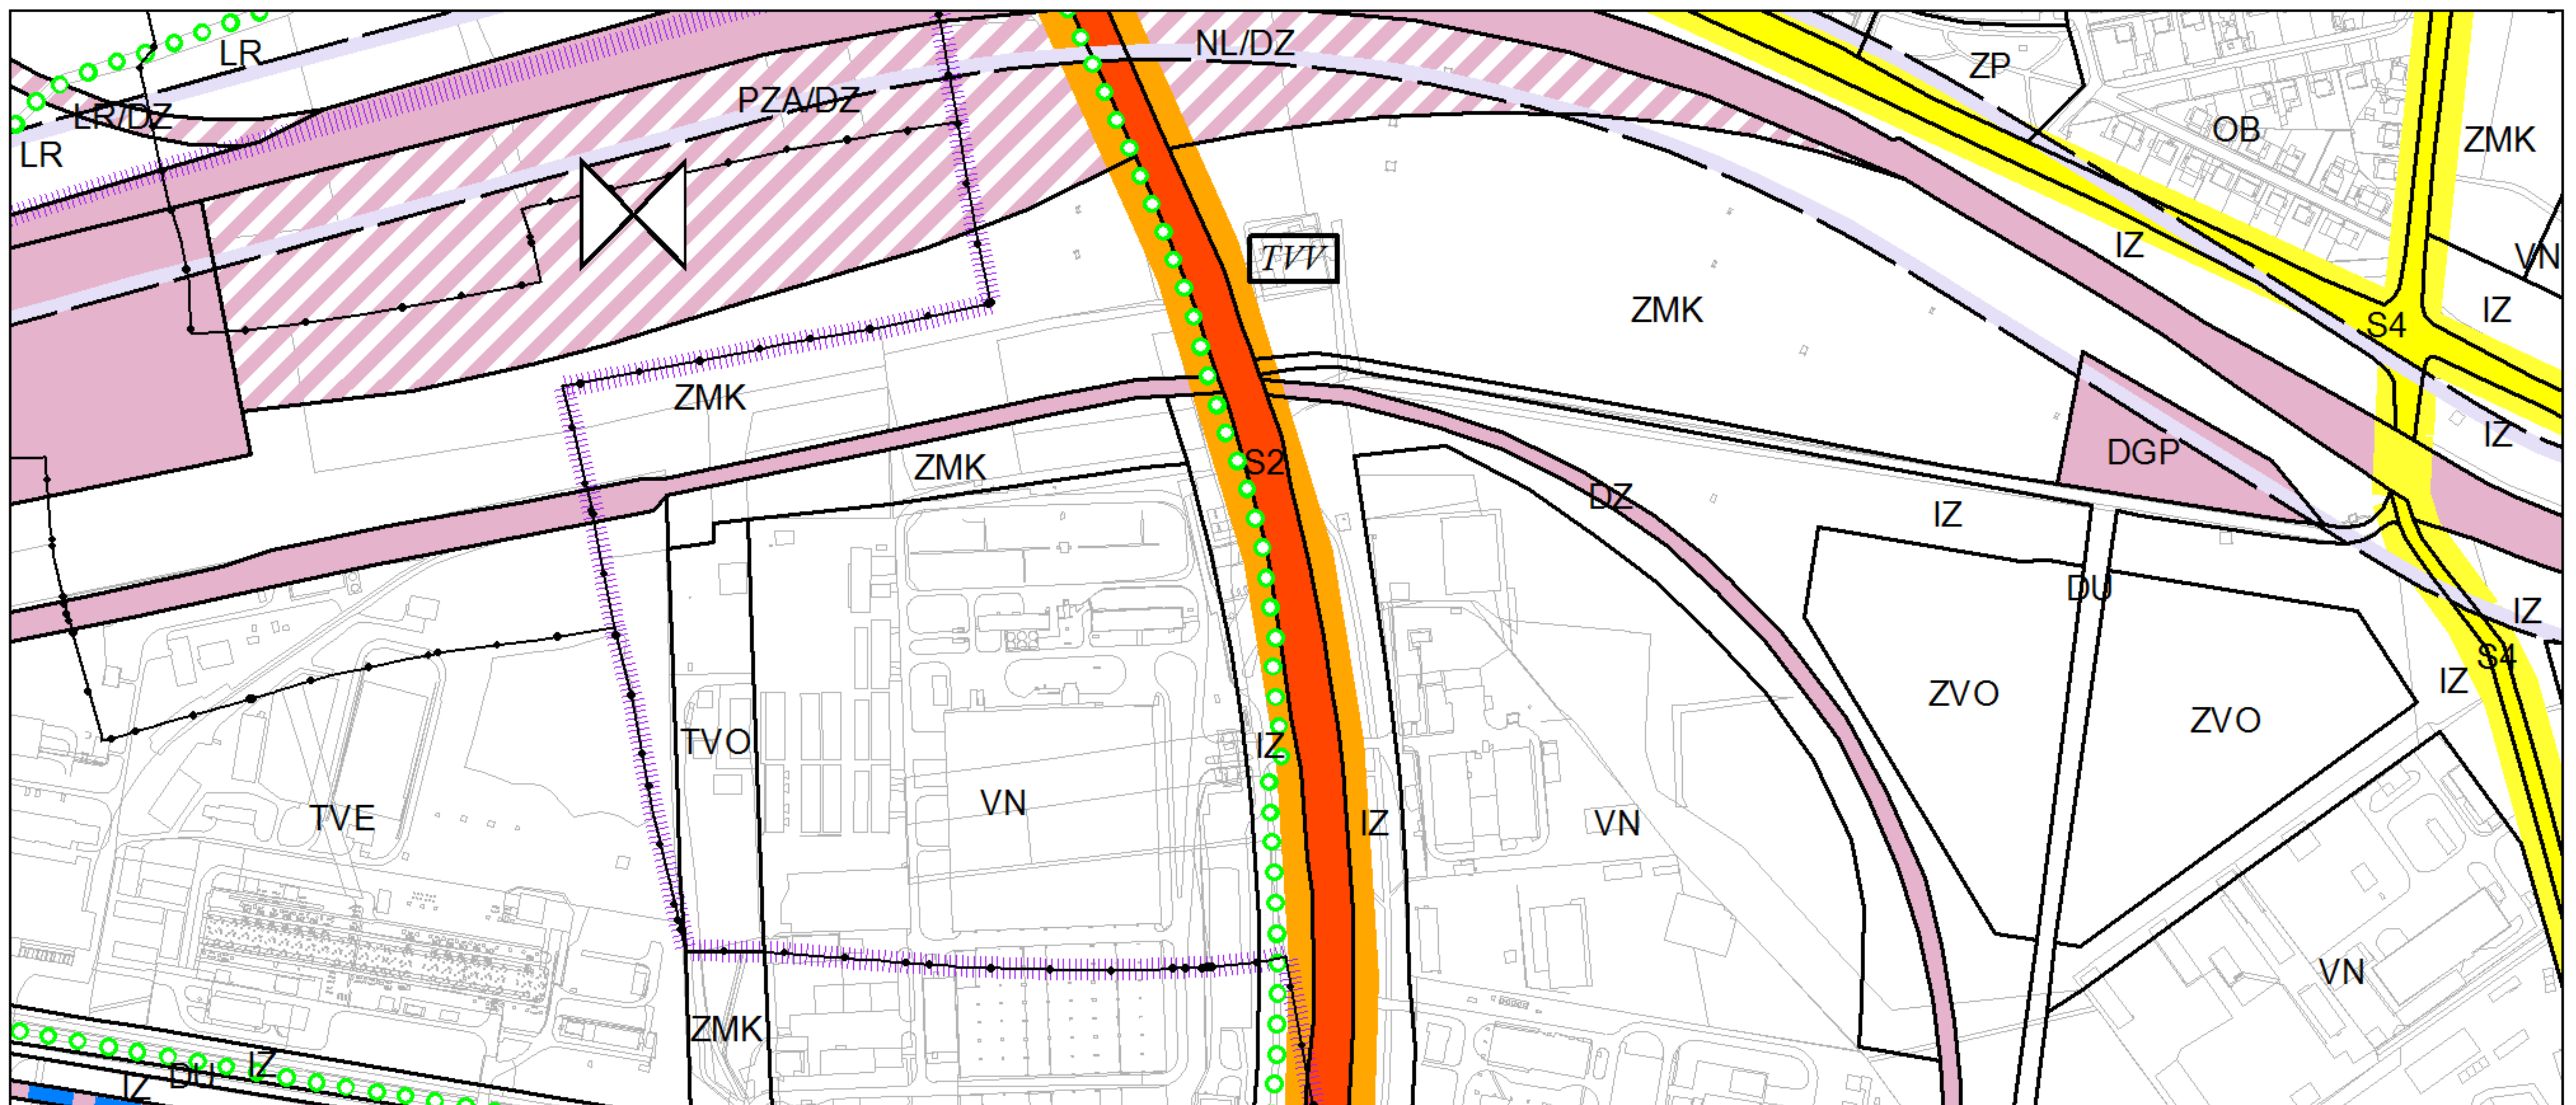 LR
NL/DZ
ZP
PZA/DZ
LR/DZ
OB
ZMK
LR
IZ
VN
TVV
ZMK
IZ
S4
ZMK
IZ
DGP
S2
ZMK
DZ
IZ
DU
IZ
S4
IZ
ZVO
ZVO
TVO
IZ
VN
TVE
IZ
VN
VN
ZMK
IZ
DU
IZ